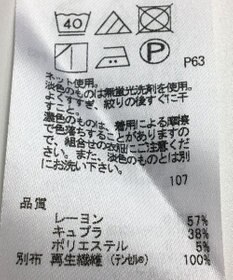 40
P
P63
ネット使用。
淡色のものは無蛍光洗剤を使用し
よくすすぎ、絞りの後すぐに干
すこと。
濃色のものは、着用による摩擦
で色落ちすることがありますの
で、組合せの衣類にご注意くだ
さい。また、淡色のものとは別
にお洗い下さい。
107
品質
レーヨン 57%
キュプラ 38%
ポリエステル 5%
別布 再生繊維(テンセル®) 100%